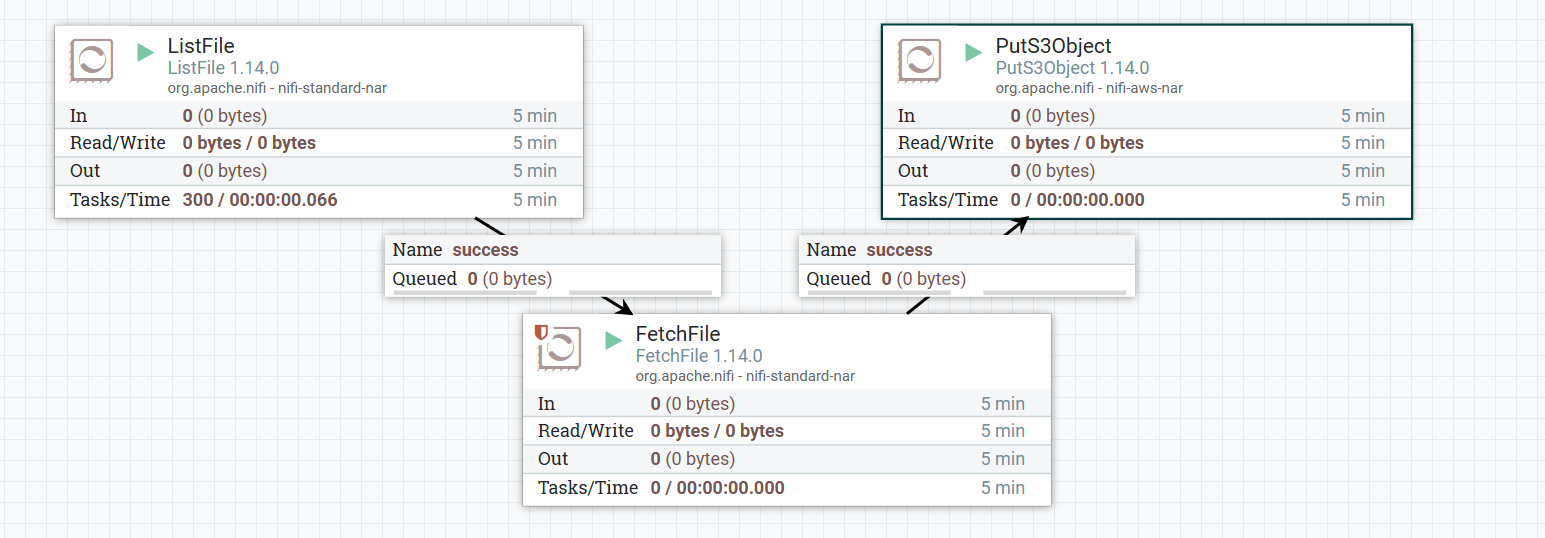 ListFile
ListFile 1.14.0
org.apache.nifi - nifi-standard-nar
In 0 (0 bytes) 5 min
Read/Write 0 bytes / 0 bytes 5 min
Out 0 (0 bytes) 5 min
Tasks/Time 300 / 00:00:00.066 5 min
PutS3Object
PutS3Object 1.14.0
org.apache.nifi - nifi-aws-nar
In 0 (0 bytes) 5 min
Read/Write 0 bytes / 0 bytes 5 min
Out 0 (0 bytes) 5 min
Tasks/Time 0 / 00:00:00.000 5 min
Name success
Queued 0 (0 bytes)
Name success
Queued 0 (0 bytes)
FetchFile
FetchFile 1.14.0
org.apache.nifi - nifi-standard-nar
In 0 (0 bytes) 5 min
Read/Write 0 bytes / 0 bytes 5 min
Out 0 (0 bytes) 5 min
Tasks/Time 0 / 00:00:00.000 5 min